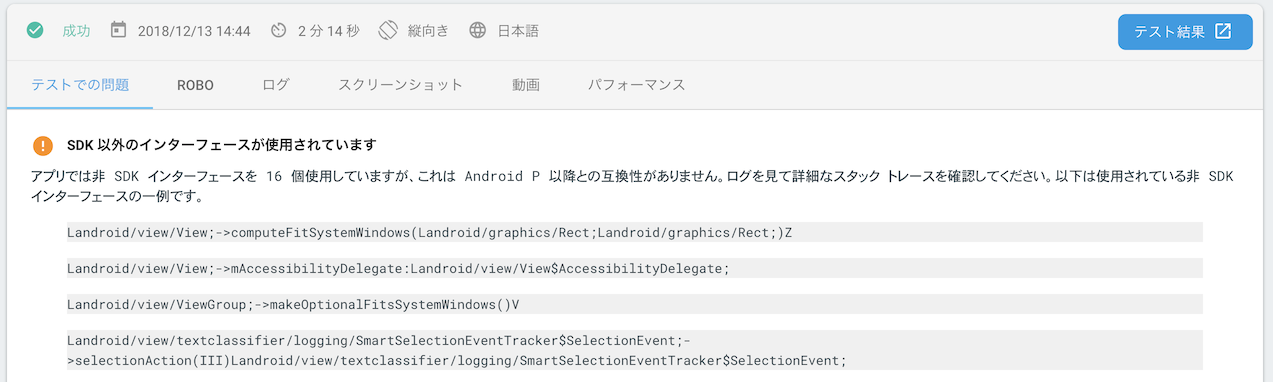 成功 2018/12/13 14:44 2 分 14 秒 縦向き 日本語 テスト結果
テストでの問題 ROBO ログ スクリーンショット 動画 パフォーマンス
SDK 以外のインターフェースが使用されています
アプリでは非 SDK インターフェースを 16 個使用していますが、これは Android P 以降との互換性がありません。ログを見て詳細なスタック トレースを確認してください。以下は使用されている非 SDK
インターフェースの一例です。
Landroid/view/View;->computeFitSystemWindows(Landroid/graphics/Rect;Landroid/graphics/Rect;)Z
Landroid/view/View;->mAccessibilityDelegate:Landroid/view/View$AccessibilityDelegate;
Landroid/view/ViewGroup;->makeOptionalFitsSystemWindows()V
Landroid/view/textclassifier/logging/SmartSelectionEventTracker$SelectionEvent;-
>selectionAction(III)Landroid/view/textclassifier/logging/SmartSelectionEventTracker$SelectionEvent;